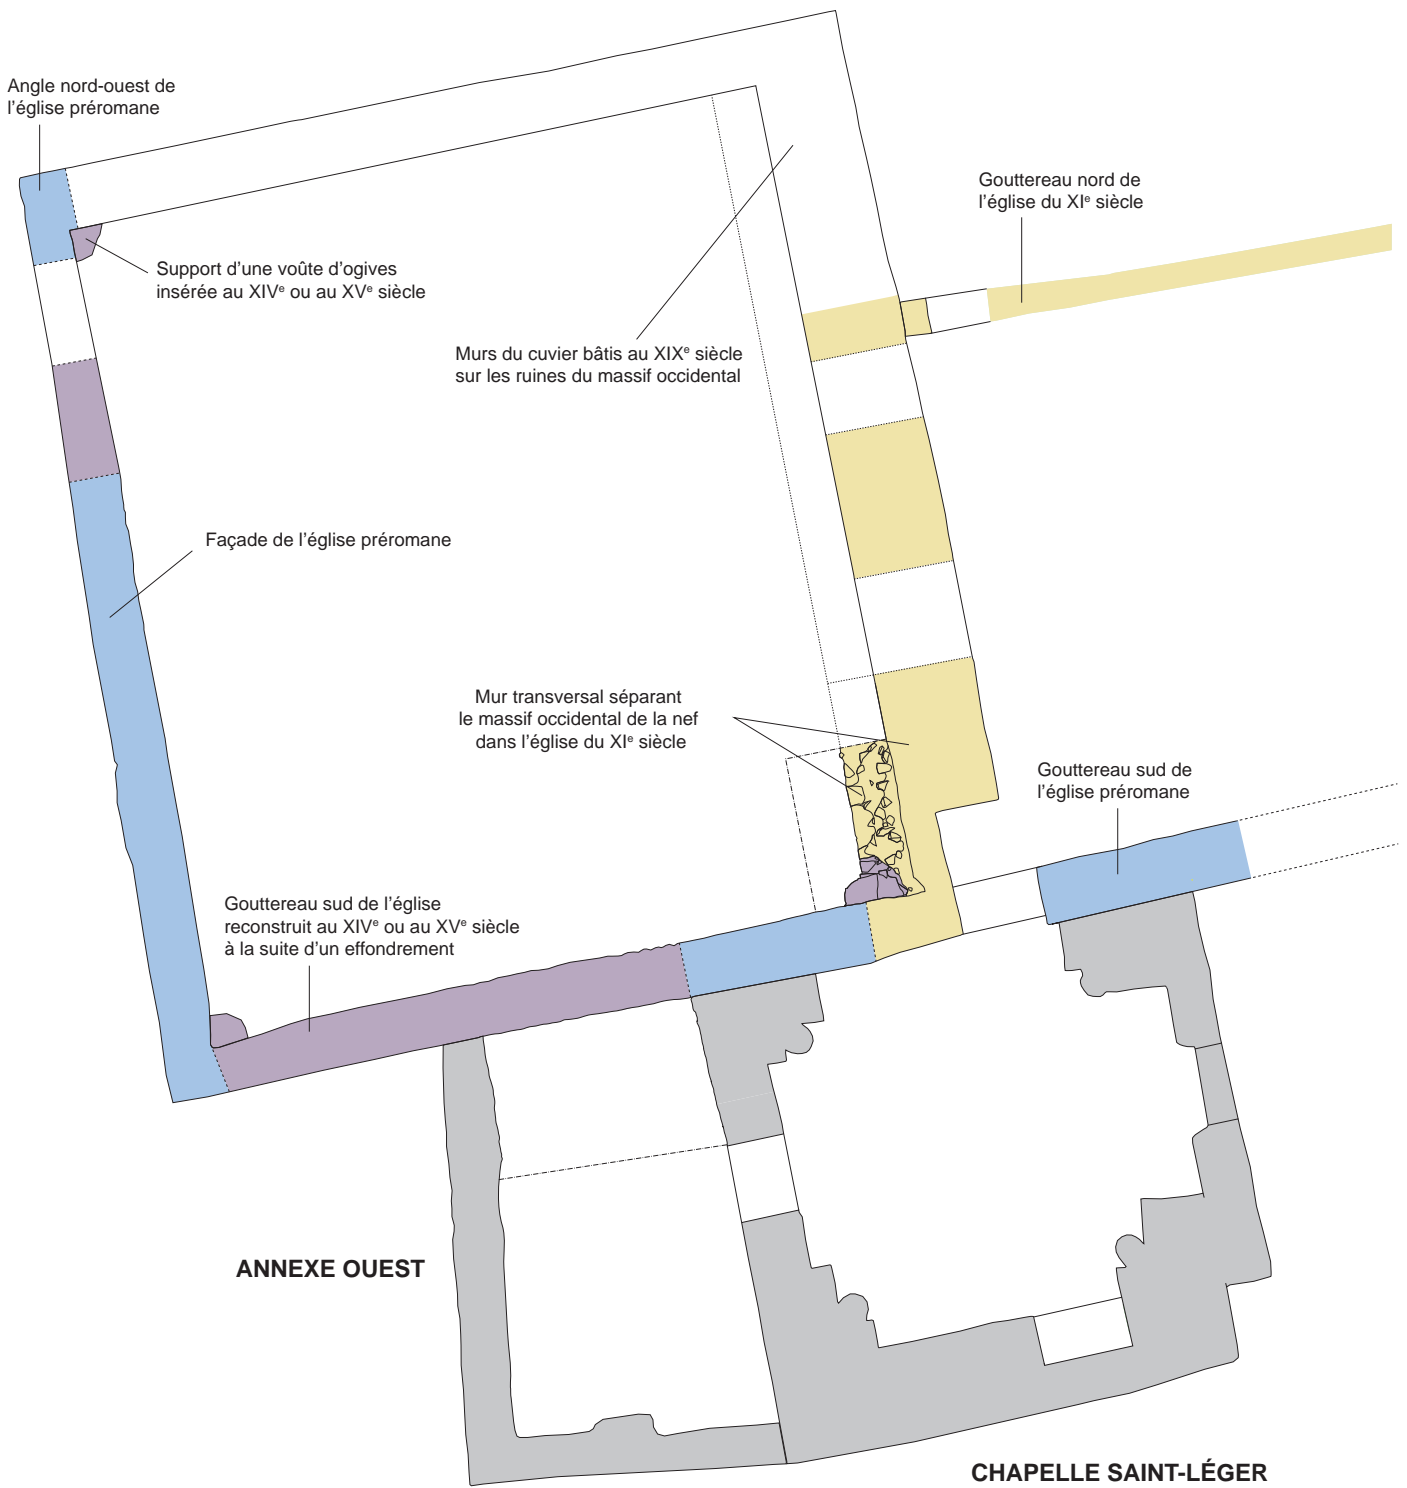 Angle nord-ouest de
l'église préromane
Gouttereau nord de
l'église du XIe siècle
Support d'une voûte d'ogives
insérée au XIVe ou au XVe siècle
Murs du cuvier bâtis au XIXe siècle
sur les ruines du massif occidental
Façade de l'église préromane
Mur transversal séparant
le massif occidental de la nef
dans l'église du XIe siècle
Gouttereau sud de
l'église préromane
Gouttereau sud de l'église
reconstruit au XIVe ou au XVe siècle
à la suite d'un effondrement
ANNEXE OUEST
CHAPELLE SAINT-LÉGER